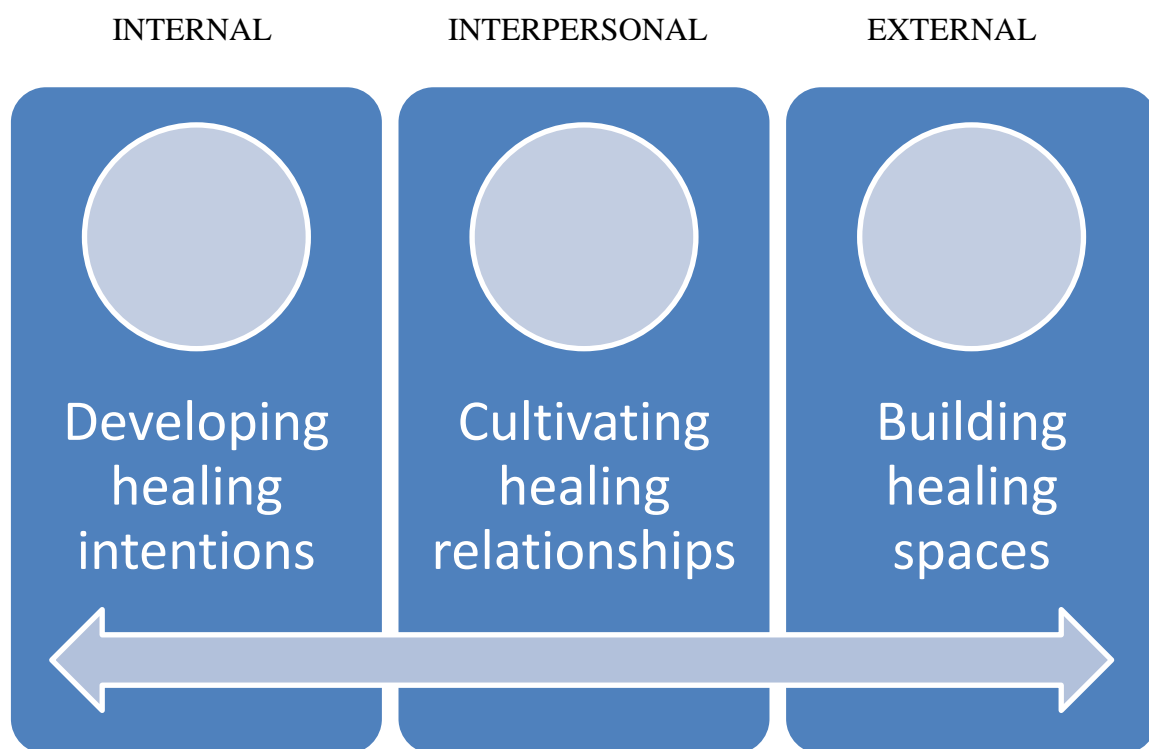 INTERNAL
INTERPERSONAL
EXTERNAL
Developing
healing
intentions
Cultivating
healing
relationships
Building
healing
spaces